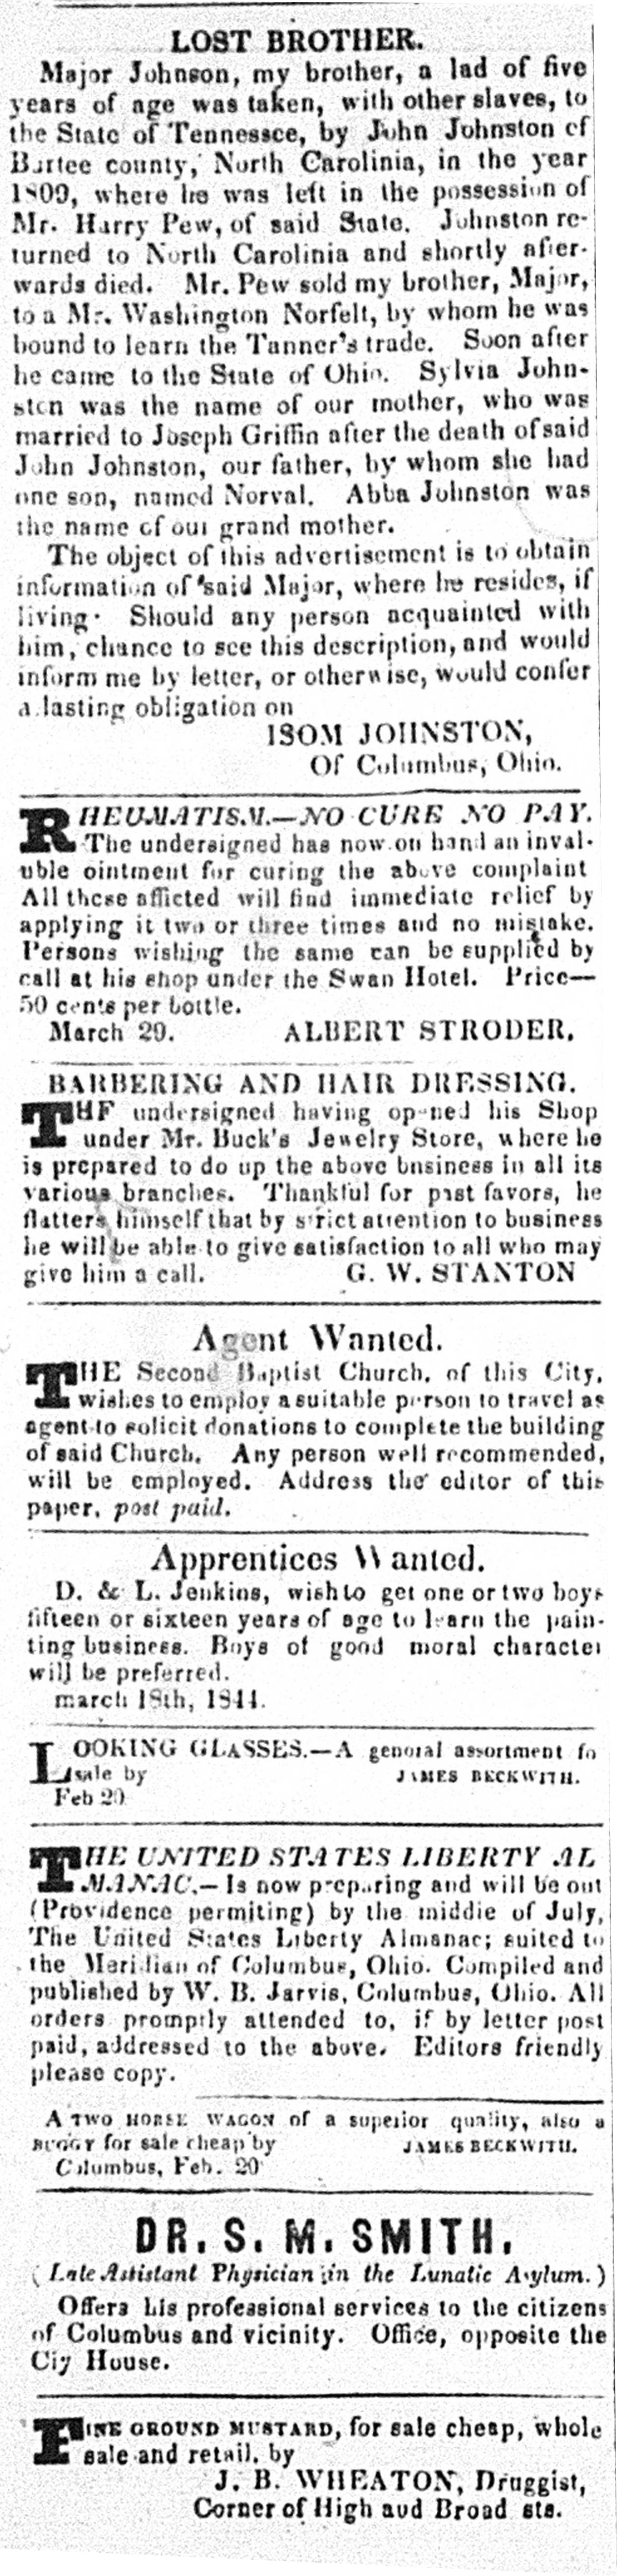 LOST BROTHER.
Major Johnson, my brother, a lad of five
years of age was taken, with other slaves, to
the State of Tennessee, by John Johnston of
Bartee county, North Carolinia, in the year
1809, where he was left in the possession of
Mr. Harry Pew, of said State. Johnston re-
turned to North Carolinia and shortly after-
wards died. Mr. Pew sold my brother, Major,
to a Mr. Washington Norfelt, by whom he was
bound to learn the Tanner's trade. Soon after
he came to the State of Ohio. Sylvia John-
ston was the name of our mother, who was
married to Joseph Griffin after the death of said
John Johnston, our father, by whom she had
one son, named Norval. Abba Johnston was
the name of our grand mother.
The object of this advertisement is to obtain
information of said Major, where he resides, if
living. Should any person acquainted with
him, chance to see this description, and would
inform me by letter, or otherwise, would confer
a lasting obligation on
ISOM JOHNSTON,
Of Columbus, Ohio.
RHEUMATISM.—NO CURE NO PAY.
The undersigned has now on hand an inval-
uble ointment for curing the above complaint
All those afflicted will find immediate relief by
applying it two or three times and no mistake.
Persons wishing the same can be supplied by
call at his shop under the Swan Hotel. Price—
50 cents per bottle.
March 29. ALBERT STRODER.
BARBERING AND HAIR DRESSING.
THE undersigned having opened his Shop
under Mr. Buck's Jewelry Store, where he
is prepared to do up the above business in all its
various branches. Thankful for past favors, he
flatters himself that by strict attention to business
he will be able to give satisfaction to all who may
give him a call. G. W. STANTON
Agent Wanted.
THE Second Baptist Church, of this City,
wishes to employ a suitable person to travel as
agent to solicit donations to complete the building
of said Church. Any person well recommended,
will be employed. Address the editor of this
paper, post paid.
Apprentices Wanted.
D. & L. Jenkins, wish to get one or two boys
fifteen or sixteen years of age to learn the pain-
ting business. Boys of good moral character
will be preferred.
march 18th, 1844.
LOOKING GLASSES.—A general assortment fo
sale by JAMES BECKWITH.
Feb 20
THE UNITED STATES LIBERTY AL
MANAC.—Is now preparing and will be out
(Providence permiting) by the middle of July,
The United States Liberty Almanac; suited to
the Maridian of Columbus, Ohio. Compiled and
published by W. B. Jarvis, Columbus, Ohio. All
orders promptly attended to, if by letter post
paid, addressed to the above. Editors friendly
please copy.
A TWO HORSE WAGON of a superior quality, also a
BUGGY for sale cheap by JAMES BECKWITH.
Columbus, Feb. 20
DR. S. M. SMITH,
(Late Assistant Physician in the Lunatic Asylum.)
Offers his professional services to the citizens
of Columbus and vicinity. Office, opposite the
Ciy House.
FINE GROUND MUSTARD, for sale cheap, whole
sale and retail, by
J. B. WHEATON, Druggist,
Corner of High and Broad sts.